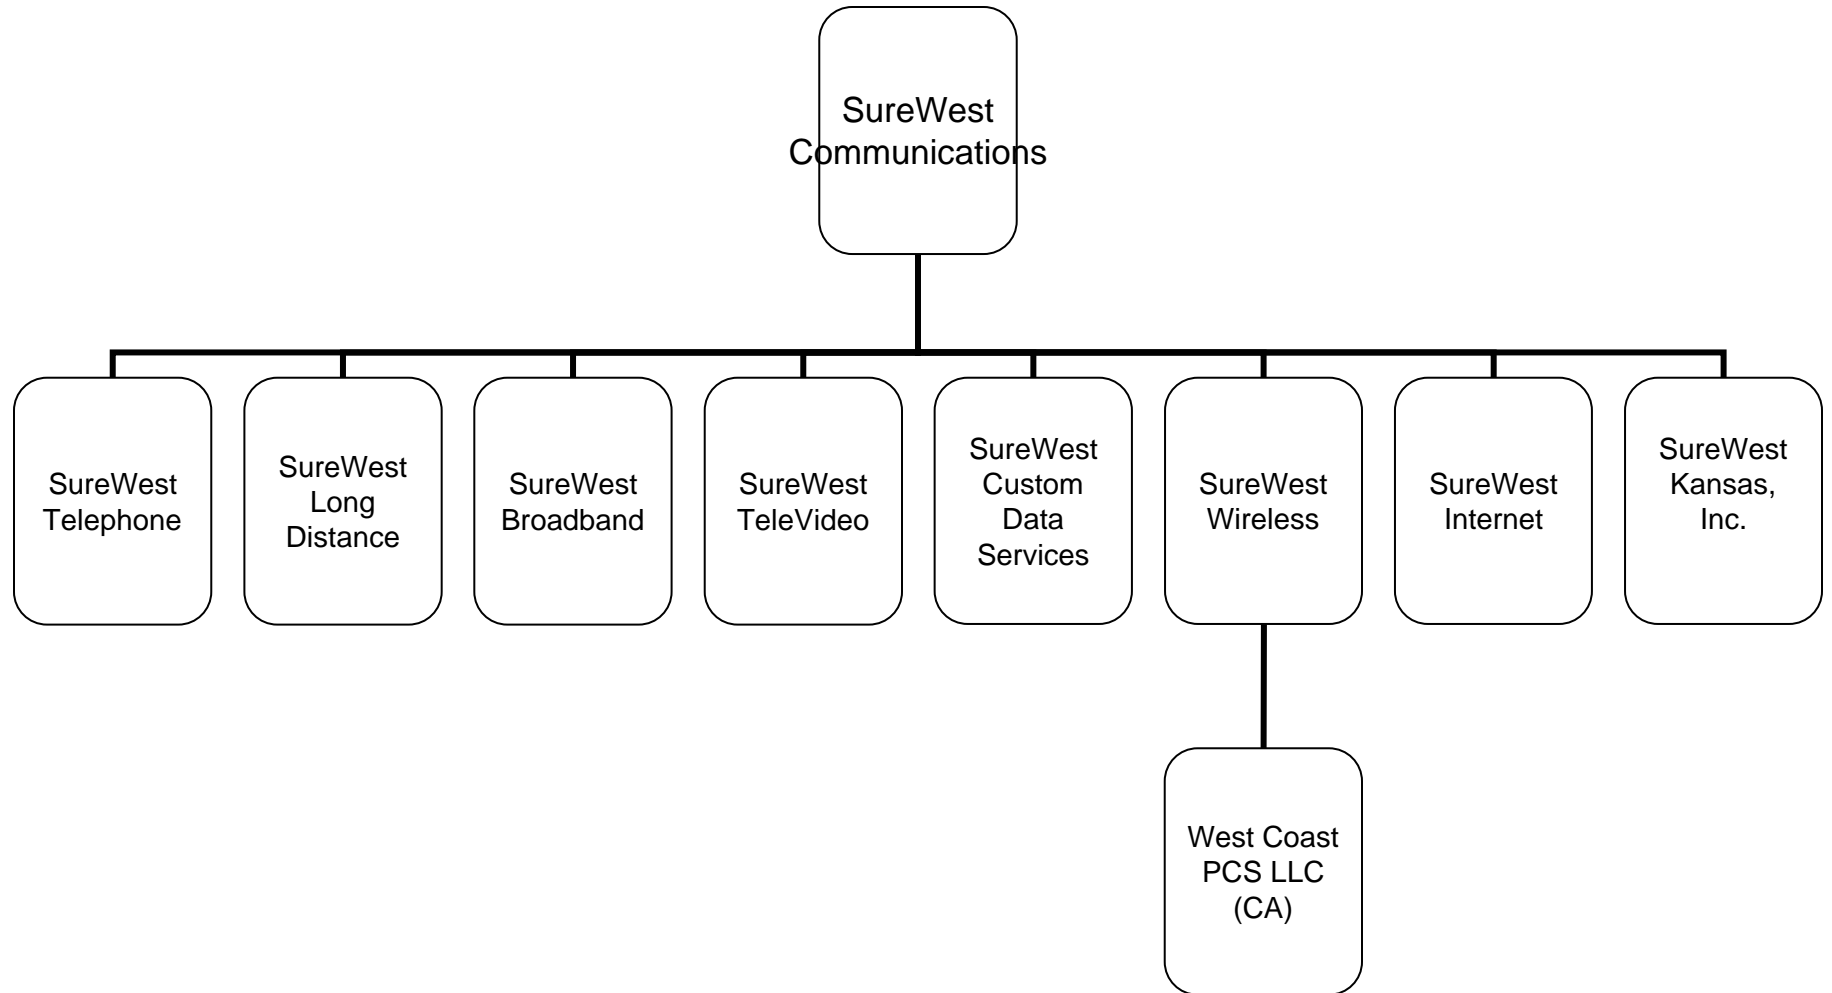 SureWest
Communications
SureWest
Telephone
SureWest
Long
Distance
SureWest
Broadband
SureWest
TeleVideo
SureWest
Custom
Data
Services
SureWest
Wireless
SureWest
Internet
SureWest
Kansas,
Inc.
West Coast
PCS LLC
(CA)